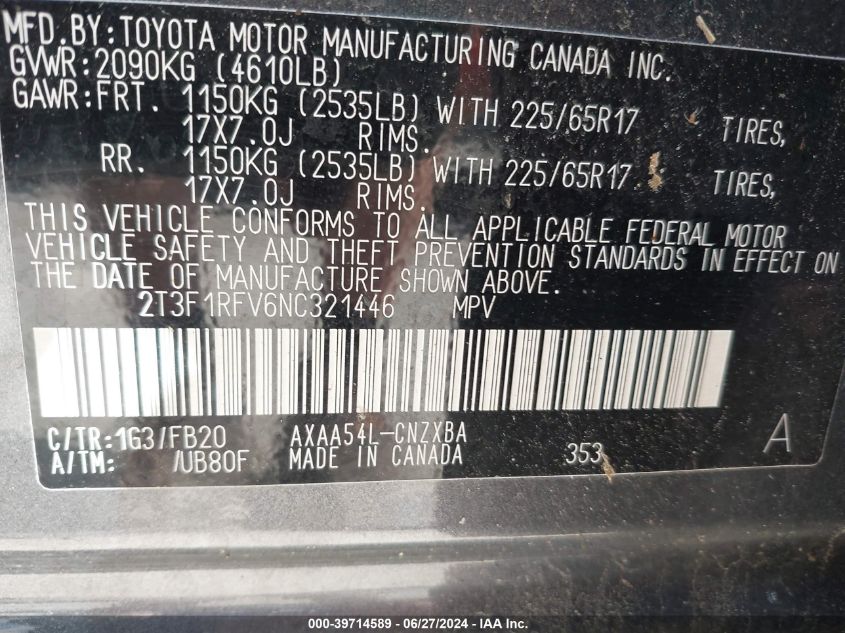 MFD.BY:TOYOTA MOTOR MANUFACTURING CANADA INC.
GVWR:2090KG (4610LB)
GAWR:FRT. 1150KG (2535LB) WITH 225/65R17 TIRES,
17X7.0J RIMS.
RR. 1150KG (2535LB) WITH 225/65R17 TIRES,
17X7.0J RIMS.
THIS VEHICLE CONFORMS TO ALL APPLICABLE FEDERAL MOTOR
VEHICLE SAFETY AND THEFT PREVENTION STANDARDS IN EFFECT ON
THE DATE OF MANUFACTURE SHOWN ABOVE.
2T3F1RFV6NC321446 MPV
C/TR:1G3/FB20 AXAA54L-CNZXBA A
A/TM: /UB80F MADE IN CANADA 353
000-39714589 - 06/27/2024 - IAA Inc.